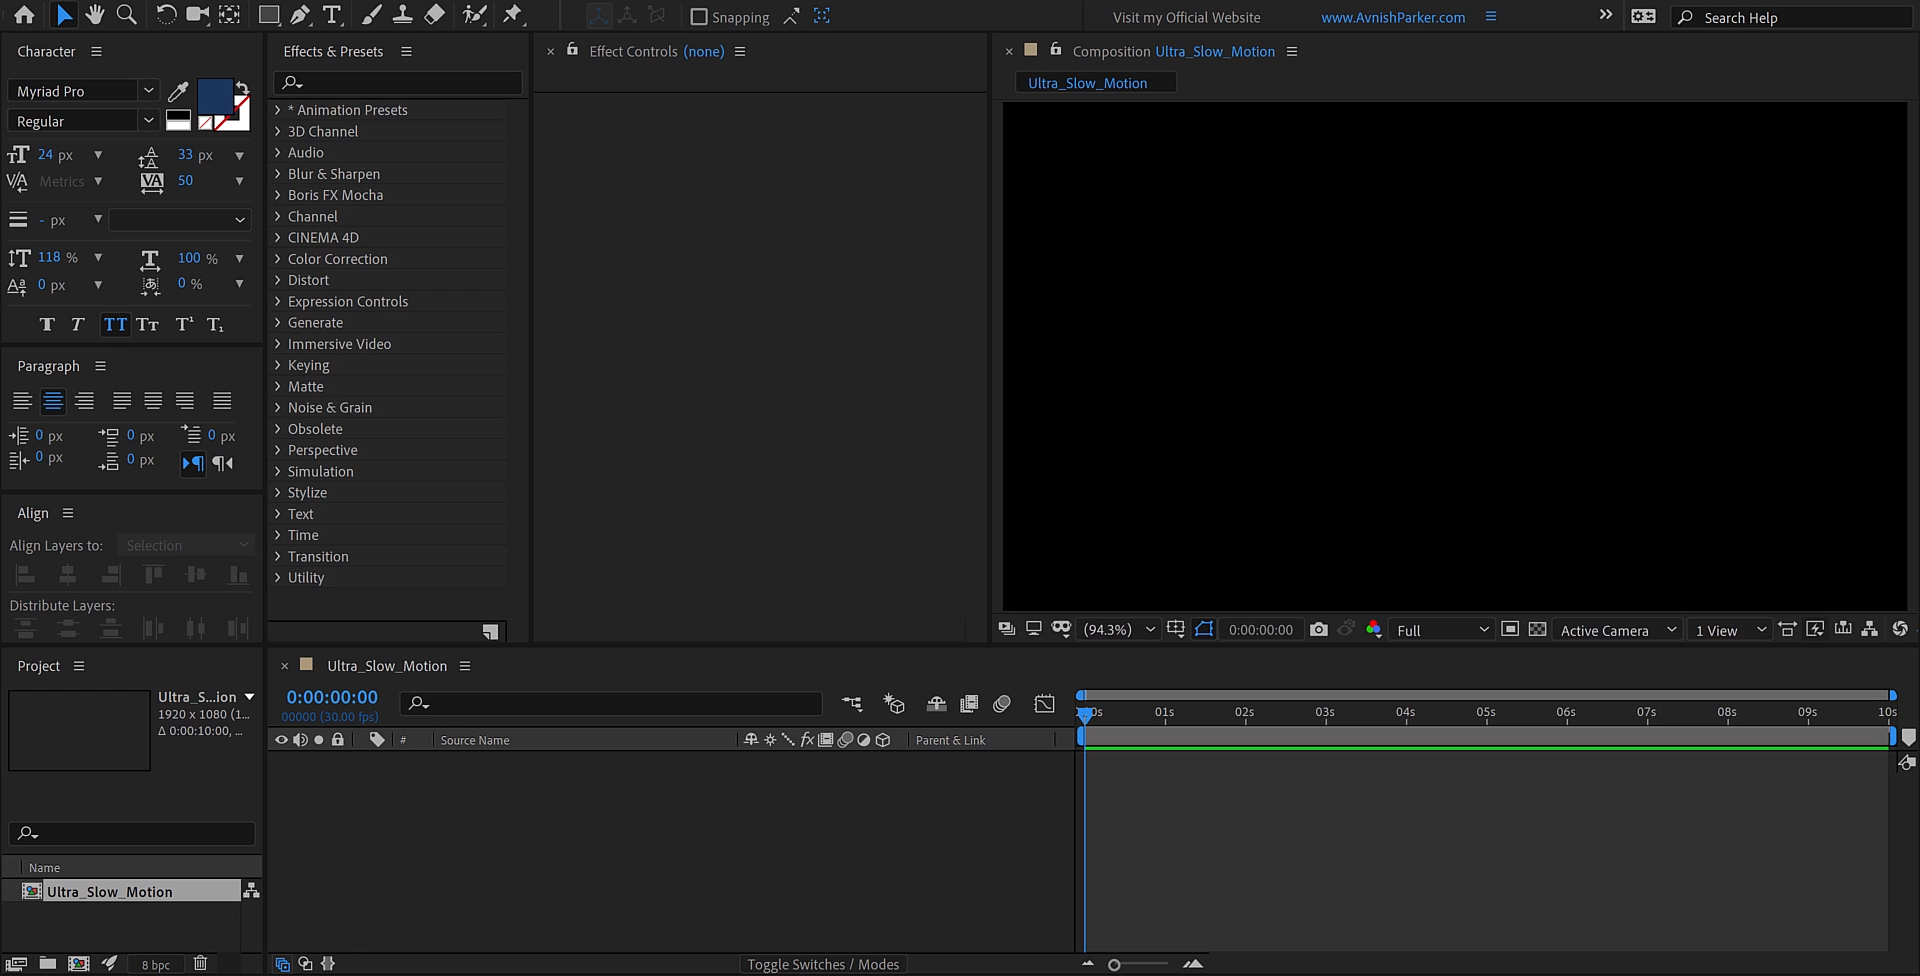 Snapping
Visit my Official Website
www.AvnishParker.com
Search Help
Character
Myriad Pro
Regular
24 px
33 px
Metrics
50
- px
118 %
100 %
0 px
0 %
Paragraph
0 px
0 px
0 px
0 px
0 px
Align
Align Layers to:
Selection
Distribute Layers:
Effects & Presets
* Animation Presets
3D Channel
Audio
Blur & Sharpen
Boris FX Mocha
Channel
CINEMA 4D
Color Correction
Distort
Expression Controls
Generate
Immersive Video
Keying
Matte
Noise & Grain
Obsolete
Perspective
Simulation
Stylize
Text
Time
Transition
Utility
Effect Controls (none)
Composition Ultra_Slow_Motion
Ultra_Slow_Motion
(94.3%)
0:00:00:00
Full
Active Camera
1 View
Project
Ultra_S...ion
1920 x 1080 (1...
Δ 0:00:10:00, ...
Name
Ultra_Slow_Motion
8 bpc
Ultra_Slow_Motion
0:00:00:00
00000 (30.00 fps)
#
Source Name
Parent & Link
01s
02s
03s
04s
05s
06s
07s
08s
09s
10s
Toggle Switches / Modes